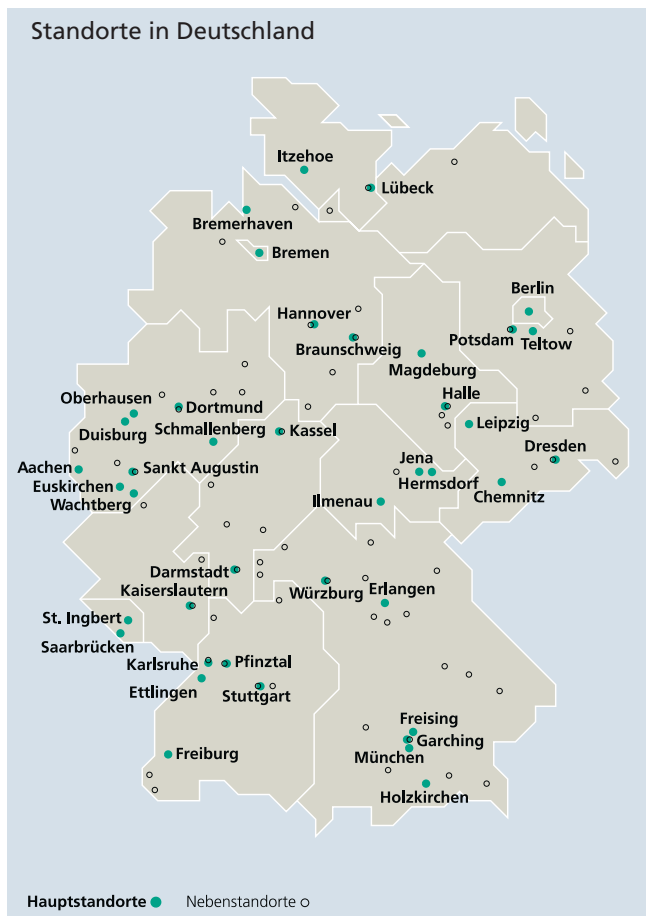 Standorte in Deutschland
Itzehoe
Lübeck
Bremerhaven
Bremen
Berlin
Hannover
Potsdam
Teltow
Braunschweig
Magdeburg
Oberhausen
Dortmund
Halle
Duisburg
Schmallenberg
Kassel
Leipzig
Aachen
Sankt Augustin
Jena
Dresden
Euskirchen
Hermsdorf
Chemnitz
Wachtberg
Ilmenau
Darmstadt
Kaiserslautern
Würzburg
Erlangen
St. Ingbert
Saarbrücken
Karlsruhe
Pfinztal
Ettlingen
Stuttgart
Freising
Garching
Freiburg
München
Holzkirchen
Hauptstandorte
Nebenstandorte